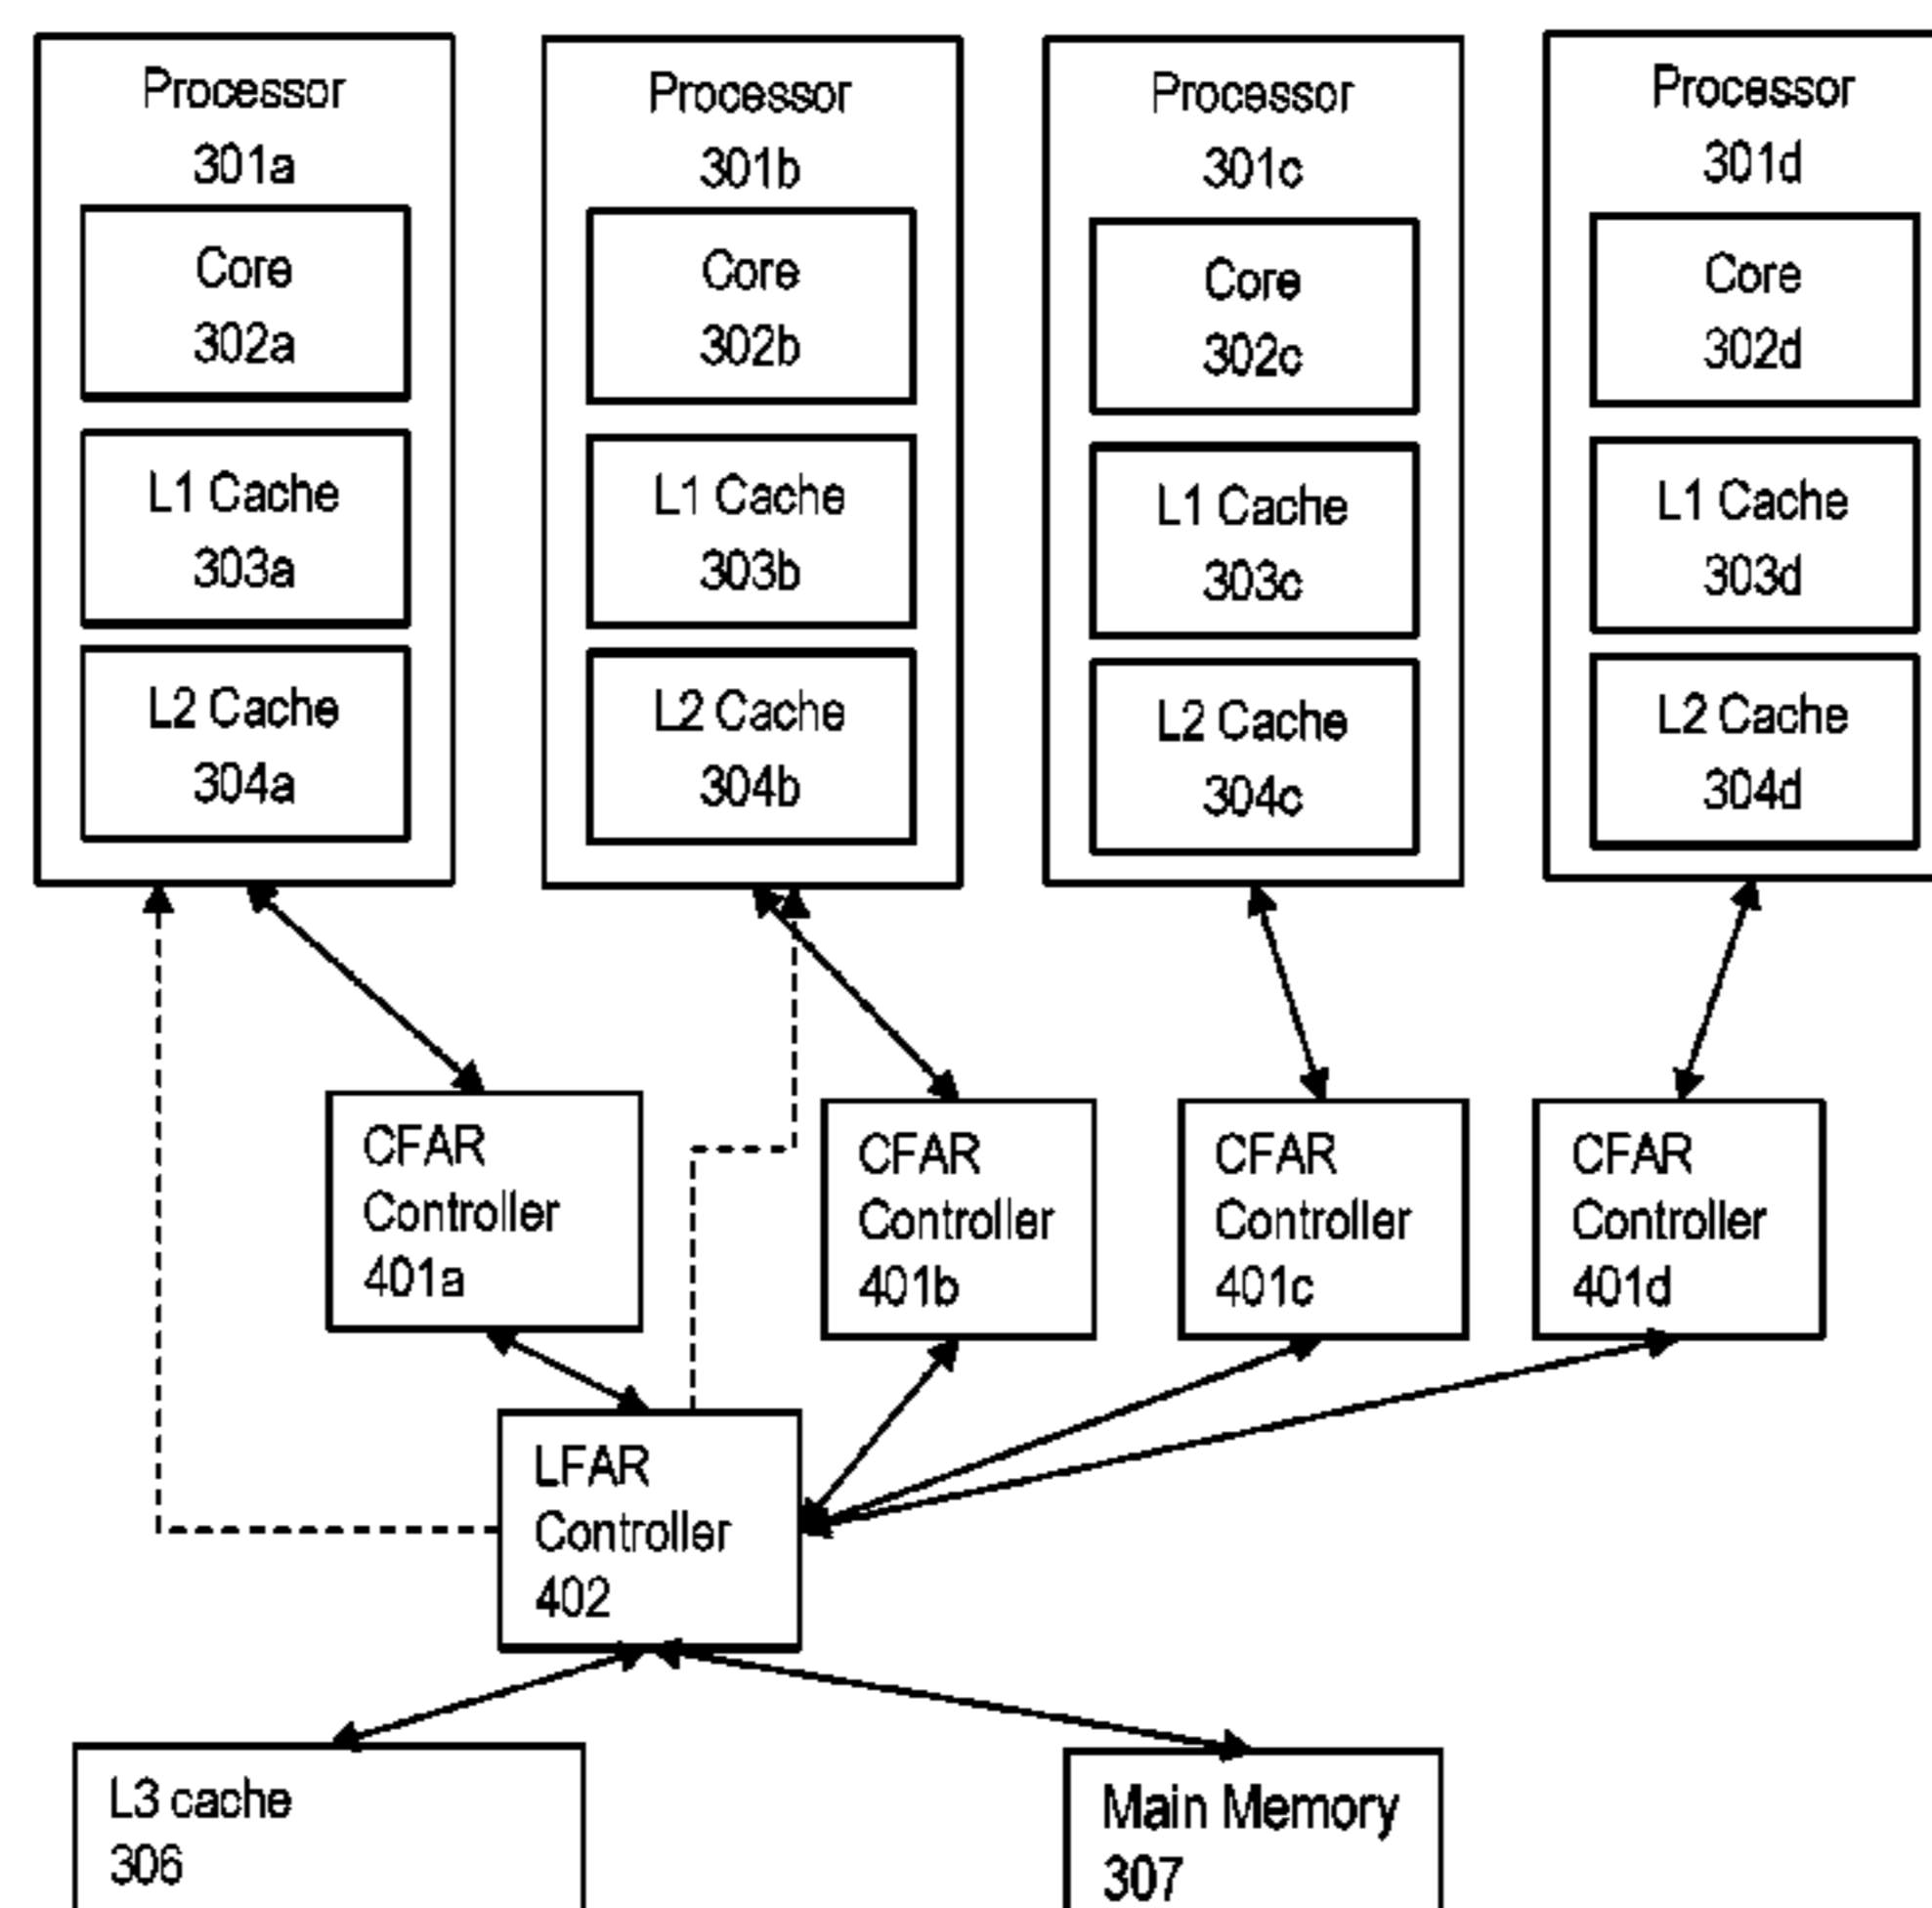 Processor
301a
Core
302a
L1 Cache
303a
L2 Cache
304a
Processor
301b
Core
302b
L1 Cache
303b
L2 Cache
304b
Processor
301c
Core
302c
L1 Cache
303c
L2 Cache
304c
Processor
301d
Core
302d
L1 Cache
303d
L2 Cache
304d
CFAR
Controller
401a
CFAR
Controller
401b
CFAR
Controller
401c
CFAR
Controller
401d
LFAR
Controller
402
L3 cache
306
Main Memory
307